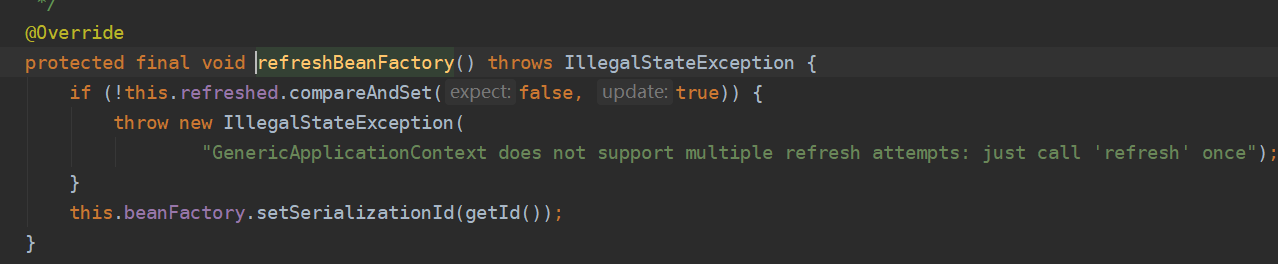 */
@Override
protected final void refreshBeanFactory() throws IllegalStateException {
if (!this.refreshed.compareAndSet( expect: false, update: true)) {
throw new IllegalStateException(
"GenericApplicationContext does not support multiple refresh attempts: just call 'refresh' once");
}
this.beanFactory.setSerializationId(getId());
}